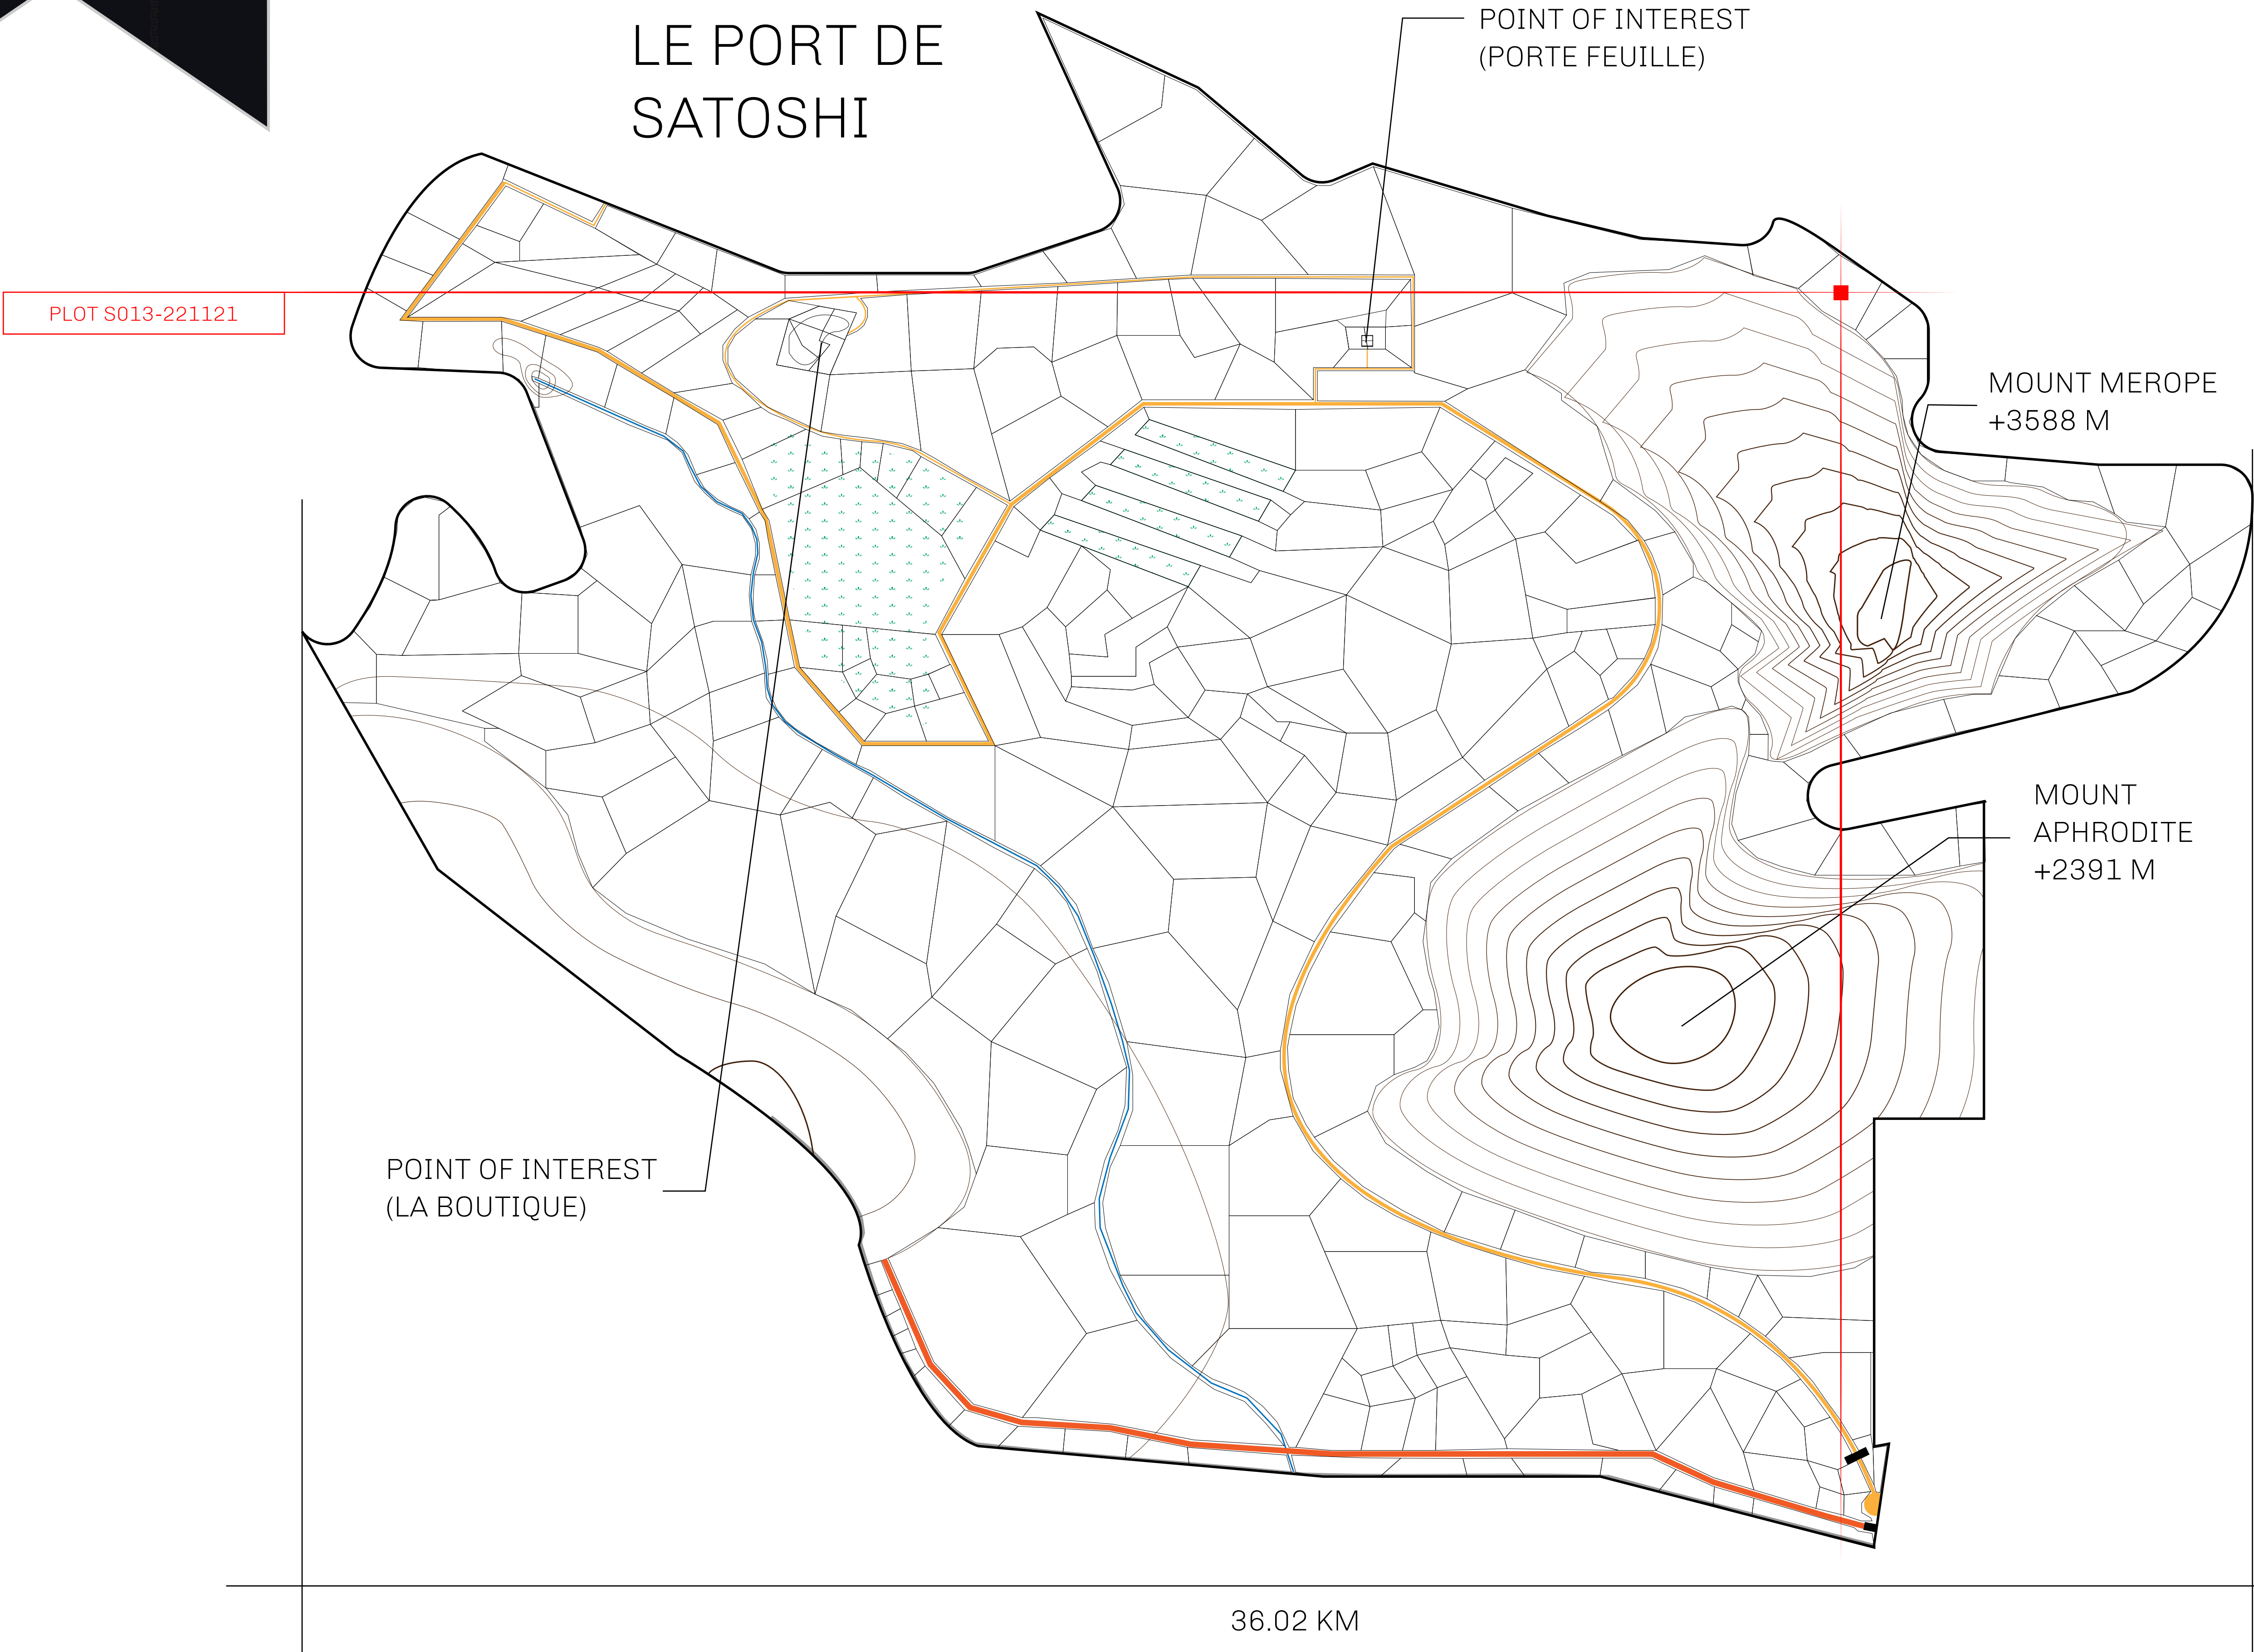 LE PORT DE
SATOSHI
POINT OF INTEREST
(PORTE FEUILLE)
PLOT S013-221121
MOUNT MEROPE
+3588 M
MOUNT
APHRODITE
+2391 M
POINT OF INTEREST
(LA BOUTIQUE)
36.02 KM